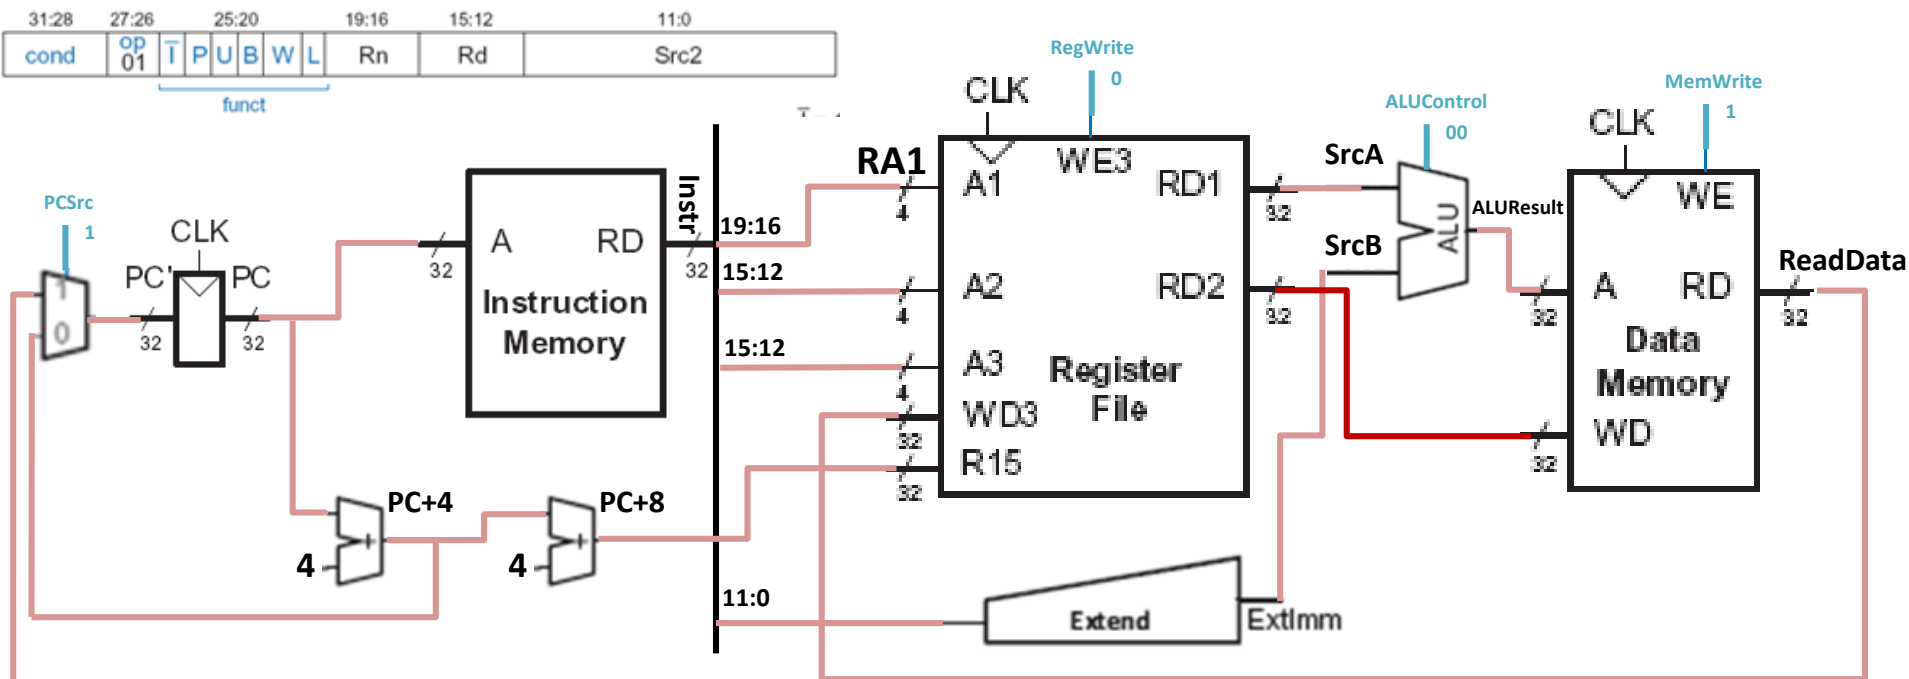 31:28 27:26 25:20 19:16 15:12 11:0
cond op 01 I P U B W L Rn Rd Src2
funct
RegWrite
0
CLK
ALUControl
00
MemWrite
1
CLK
RA1
A1
WE3
RD1
SrcA
WE
PCSrc
1
CLK
Instr
4
32
19:16
ALU
ALUResult
PC'
PC
A
RD
32
32
SrcB
ReadData
1
15:12
A2
RD2
A
RD
0
32
32
Instruction
Memory
4
32
32
32
Data
Memory
15:12
A3
Register
File
4
WD3
32
WD
R15
32
32
PC+4
PC+8
+
+
4
4
11:0
Extend
ExtImm